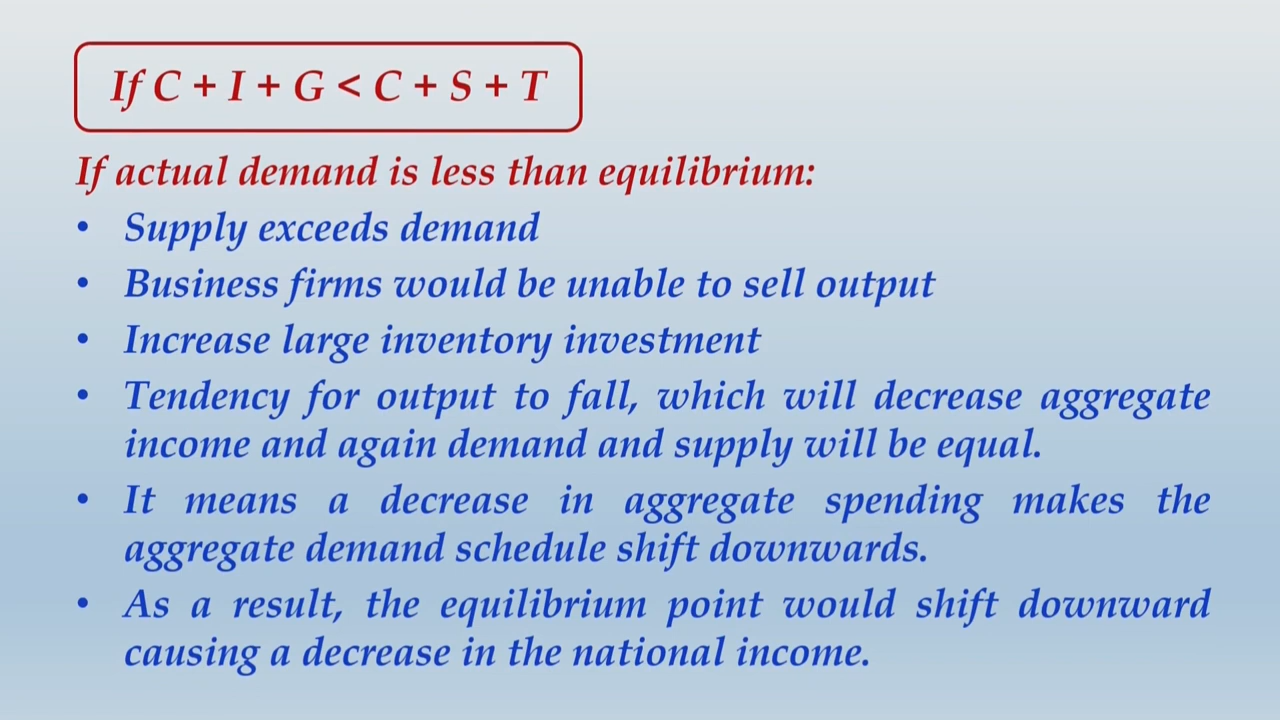 If C + I + G < C + S + T
If actual demand is less than equilibrium:
• Supply exceeds demand
• Business firms would be unable to sell output
• Increase large inventory investment
• Tendency for output to fall, which will decrease aggregate
income and again demand and supply will be equal.
• It means a decrease in aggregate spending makes the
aggregate demand schedule shift downwards.
• As a result, the equilibrium point would shift downward
causing a decrease in the national income.